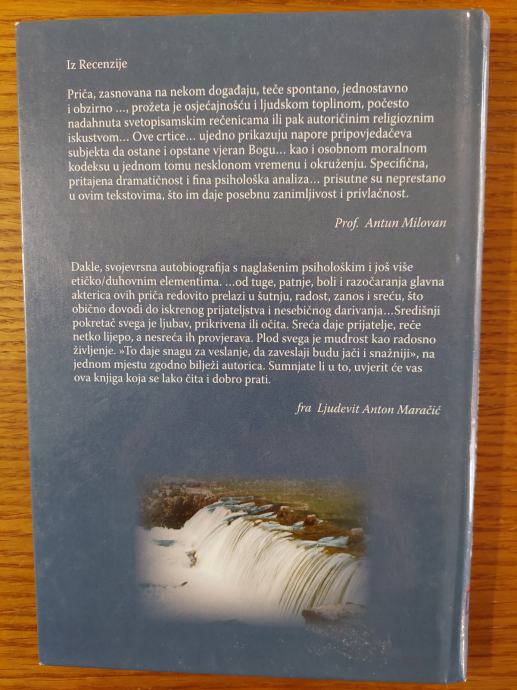 Iz Recenzije
Priča, zasnovana na nekom događaju, teče spontano, jednostavno
i obzirno ..., prožeta je osjećajnošću i ljudskom toplinom, počesto
nadahnuta svetopisamskim rečenicama ili pak autoričinim religioznim
iskustvom... Ove crtice... ujedno prikazuju napore pripovjedačeva
subjekta da ostane i opstane vjeran Bogu... kao i osobnom moralnom
kodeksu u jednom tomu nesklonom vremenu i okruženju. Specifična,
pritajena dramatičnost i fina psihološka analiza... prisutne su neprestano
u ovim tekstovima, što im daje posebnu zanimljivost i privlačnost.
Prof. Antun Milovan
Dakle, svojevrsna autobiografija s naglašenim psihološkim i još više
etičko/duhovnim elementima. ...od tuge, patnje, boli i razočaranja glavna
akterica ovih priča redovito prelazi u šutnju, radost, zanos i sreću, što
obično dovodi do iskrenog prijateljstva i nesebičnog darivanja...Središnji
pokretač svega je ljubav, prikrivena ili očita. Sreća daje prijatelje, reče
netko lijepo, a nesreća ih provjerava. Plod svega je mudrost kao radosno
življenje. »To daje snagu za veslanje, da zaveslaji budu jači i snažniji», na
jednom mjestu zgodno bilježi autorica. Sumnjate li u to, uvjerit će vas
ova knjiga koja se lako čita i dobro prati.
fra Ljudevit Anton Maračić